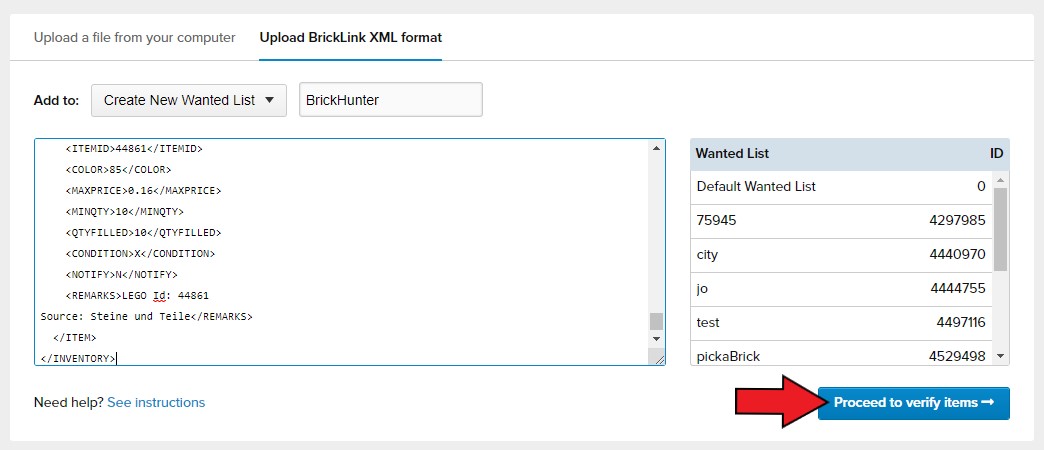 Upload a file from your computer
Upload BrickLink XML format
Add to:
Create New Wanted List
BrickHunter
<ITEMID>44861</ITEMID>
<COLOR>85</COLOR>
<MAXPRICE>0.16</MAXPRICE>
<MINQTY>10</MINQTY>
<QTYFILLED>10</QTYFILLED>
<CONDITION>X</CONDITION>
<NOTIFY>N</NOTIFY>
<REMARKS>LEGO Id: 44861
Source: Steine und Teile</REMARKS>
</ITEM>
</INVENTORY>
Wanted List ID
Default Wanted List 0
75945 4297985
city 4440970
jo 4444755
test 4497116
pickaBrick 4529498
Need help? See instructions
Proceed to verify items →